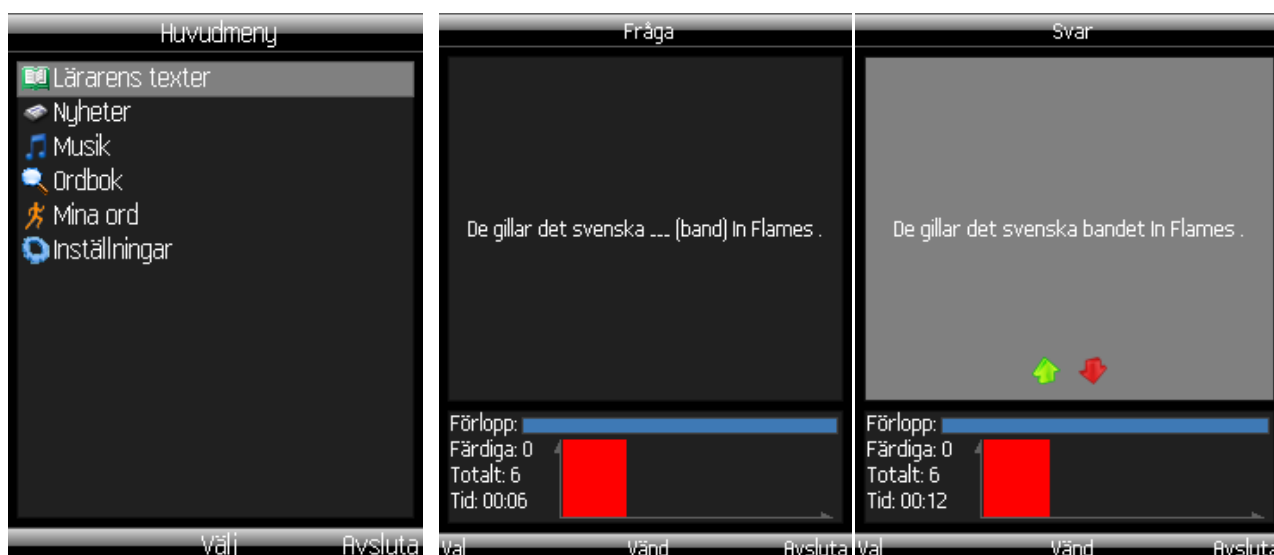 Huvudmeny
Lärarens texter
Nyheter
Musik
Ordbok
Mina ord
Inställningar
Välj
Avsluta
Fråga
De gillar det svenska ___ (band) In Flames .
Förlopp:
Färdiga: 0
Totalt: 6
Tid: 00:06
Val
Vänd
Avsluta
Svar
De gillar det svenska bandet In Flames .
Förlopp:
Färdiga: 0
Totalt: 6
Tid: 00:12
Val
Vänd
Avsluta